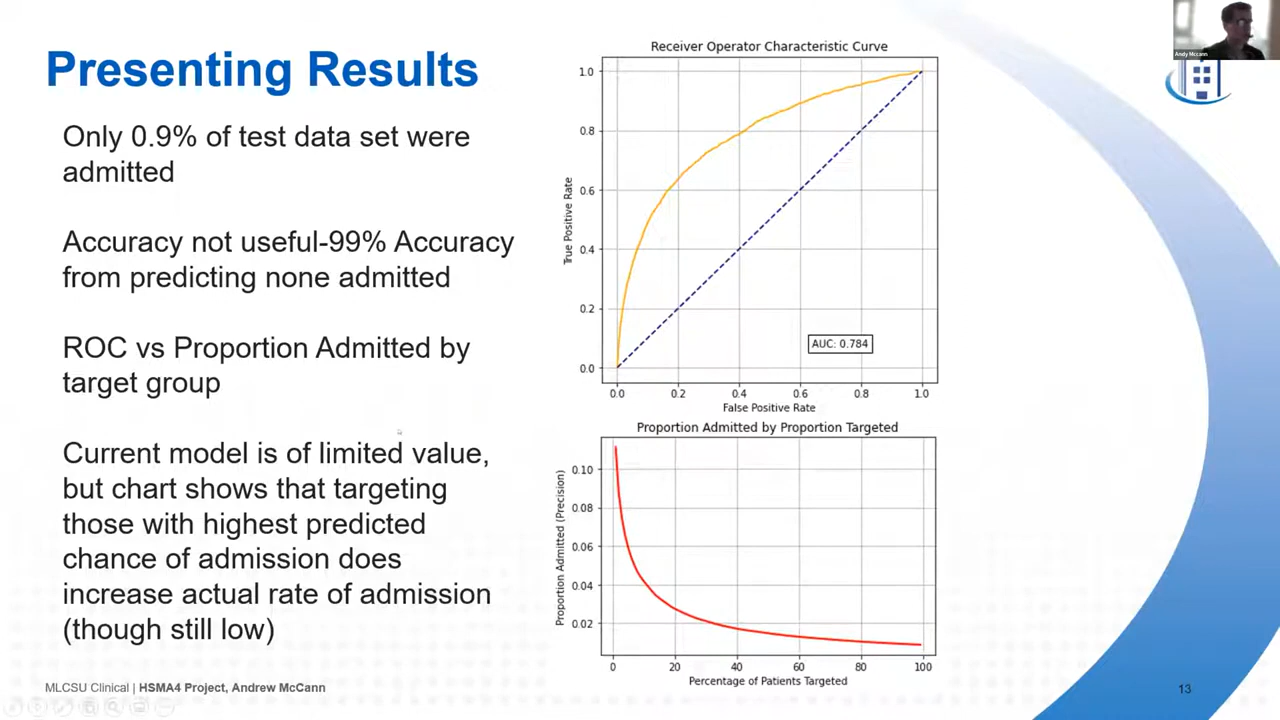 Presenting Results
Only 0.9% of test data set were
admitted
Accuracy not useful-99% Accuracy
from predicting none admitted
ROC vs Proportion Admitted by
target group
Current model is of limited value,
but chart shows that targeting
those with highest predicted
chance of admission does
increase actual rate of admission
(though still low)
Receiver Operator Characteristic Curve
1.0
0.8
0.6
0.4
0.2
0.0
True Positive Rate
AUC: 0.784
0.0 0.2 0.4 0.6 0.8 1.0
False Positive Rate
Proportion Admitted by Proportion Targeted
0.10
0.08
0.06
0.04
0.02
Proportion Admitted (Precision)
0 20 40 60 80 100
Percentage of Patients Targeted
Andy Mccann
MLCSU Clinical | HSMA4 Project, Andrew McCann
13